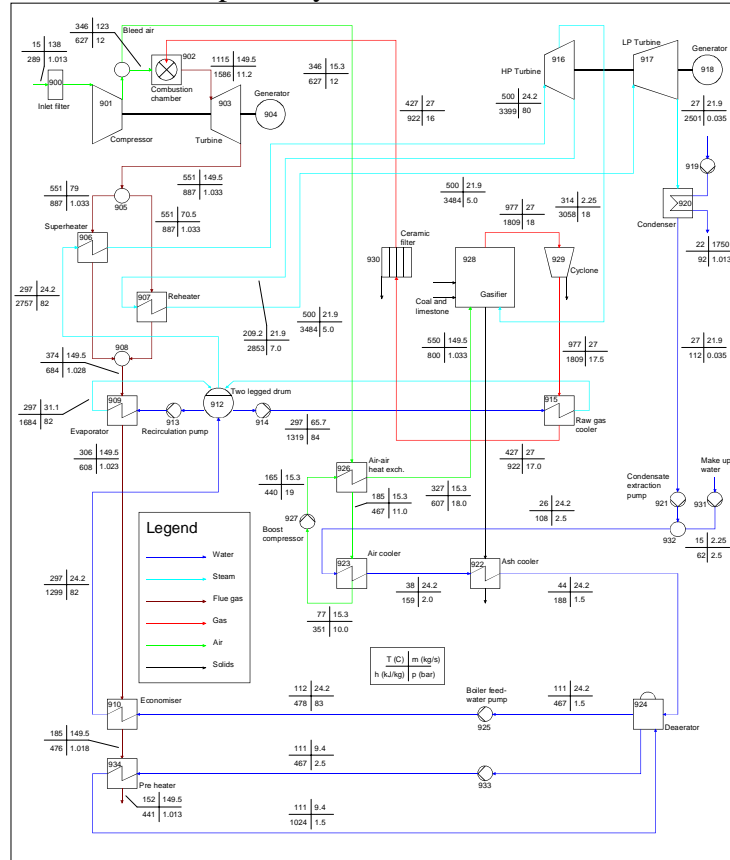 346 123
627 12
Bleed air
15 138
289 1.013
900
Inlet filter
901
Compressor
902
Combustion
chamber
1115 149.5
1586 11.2
903
Turbine
Generator
904
346 15.3
627 12
427 27
922 16
HP Turbine
916
LP Turbine
917
Generator
918
500 24.2
3399 80
27 21.9
2501 0.035
919
920
Condenser
22 1750
92 1.013
551 149.5
887 1.033
551 79
887 1.033
905
551 70.5
887 1.033
Superheater
906
297 24.2
2757 82
907
Reheater
500 21.9
3484 5.0
977 27
1809 18
314 2.25
3058 18
Ceramic
filter
930
928
Gasifier
Coal and
limestone
929
Cyclone
500 21.9
3484 5.0
209.2 21.9
2853 7.0
550 149.5
800 1.033
977 27
1809 17.5
27 21.9
112 0.035
374 149.5
684 1.028
908
297 31.1
1684 82
909
Evaporator
913
Recirculation pump
Two legged drum
912
914
297 65.7
1319 84
915
Raw gas
cooler
427 27
922 17.0
306 149.5
608 1.023
Air-air
heat exch.
926
165 15.3
440 19
927
Boost
compressor
185 15.3
467 11.0
327 15.3
607 18.0
Condensate
extraction
pump
921
Make up
water
931
932
26 24.2
108 2.5
15 2.25
62 2.5
Legend
Water
Steam
Flue gas
Gas
Air
Solids
923
Air cooler
922
Ash cooler
38 24.2
159 2.0
44 24.2
188 1.5
77 15.3
351 10.0
297 24.2
1299 82
T (C) m (kg/s)
h (kJ/kg) p (bar)
910
Economiser
112 24.2
478 83
Boiler feed-
water pump
925
111 24.2
467 1.5
924
Deaerator
185 149.5
476 1.018
934
Pre heater
111 9.4
467 2.5
933
152 149.5
441 1.013
111 9.4
1024 1.5